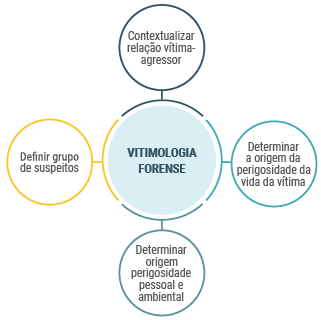 Contextualizar
relação vítima-
agressor
Definir grupo
de suspeitos
VITIMOLOGIA
FORENSE
Determinar
a origem da
perigosidade da
vida da vítima
Determinar
origem
perigosidade
pessoal e
ambiental